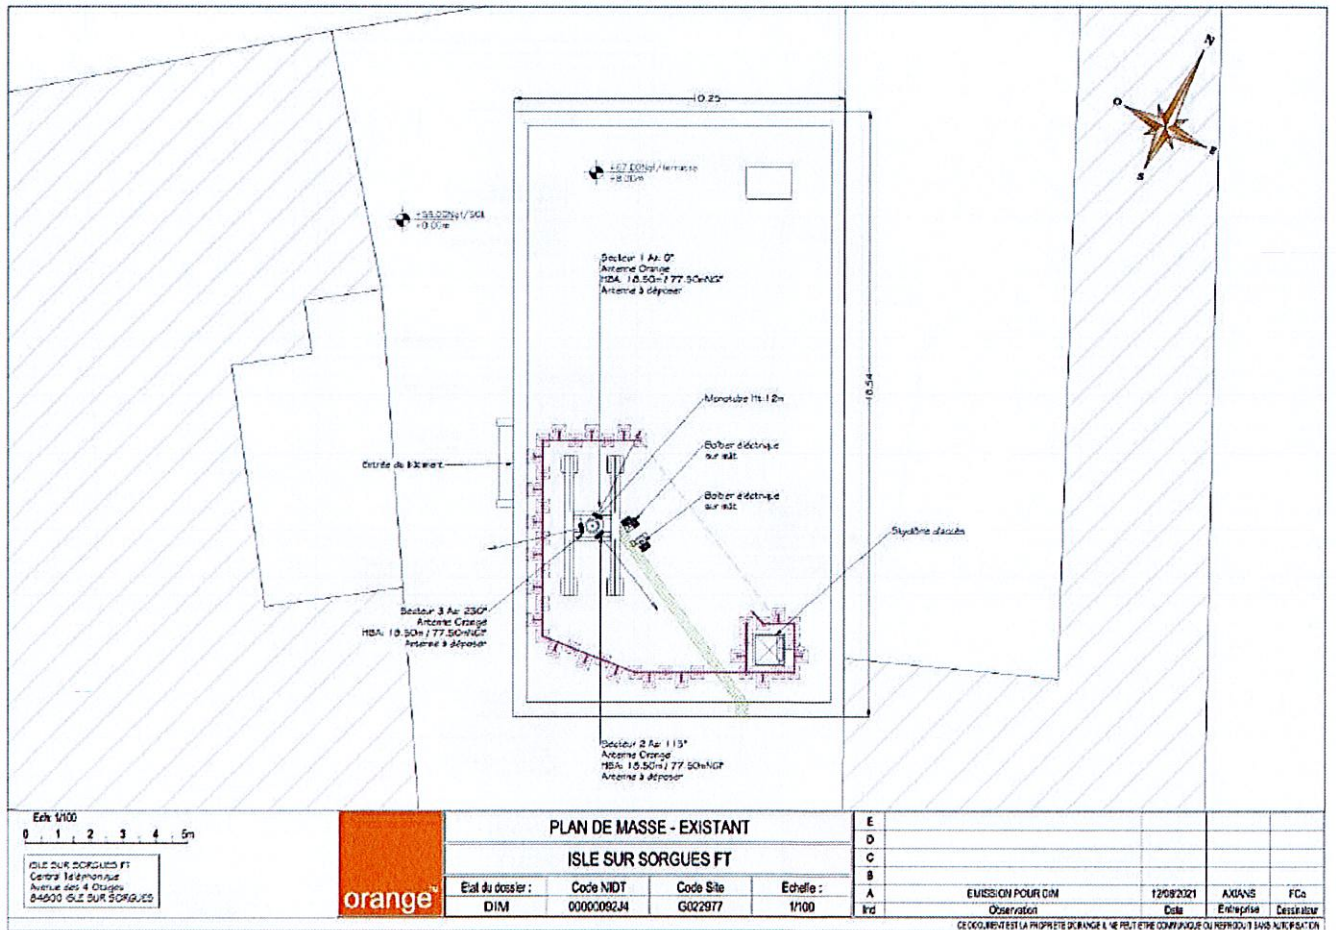 N
O
E
S
10.25
+67.00Ngf/terrasse
+8.00m
+59.00Ngf/SOL
+0.00m
Secteur 1 Az: 0°
Antenne Orange
HBA: 18.50m / 77.50mNGF
Antenne à déposer
18.54
Monotube Ht:12m
Entrée du bâtiment
Boîtier électrique
sur mât
Boîtier électrique
sur mât
Skydôme d'accès
Secteur 3 Az: 230°
Antenne Orange
HBA: 18.50m / 77.50mNGF
Antenne à déposer
Secteur 2 Az: 115°
Antenne Orange
HBA: 18.50m / 77.50mNGF
Antenne à déposer
Ech: 1/100
0 1 2 3 4 5m
ISLE SUR SORGUES FT
Central Téléphonique
Avenue des 4 Otages
84800 ISLE SUR SORGUES
orange™
PLAN DE MASSE - EXISTANT
ISLE SUR SORGUES FT
Etat du dossier : Code NIDT Code Site Echelle :
DIM 00000092J4 G022977 1/100
E
D
C
B
A EMISSION POUR DIM 12/08/2021 AXIANS FCo
Ind Observation Date Entreprise Dessinateur
CE DOCUMENT EST LA PROPRIETE D'ORANGE IL NE PEUT ETRE COMMUNIQUE OU REPRODUIT SANS AUTORISATION